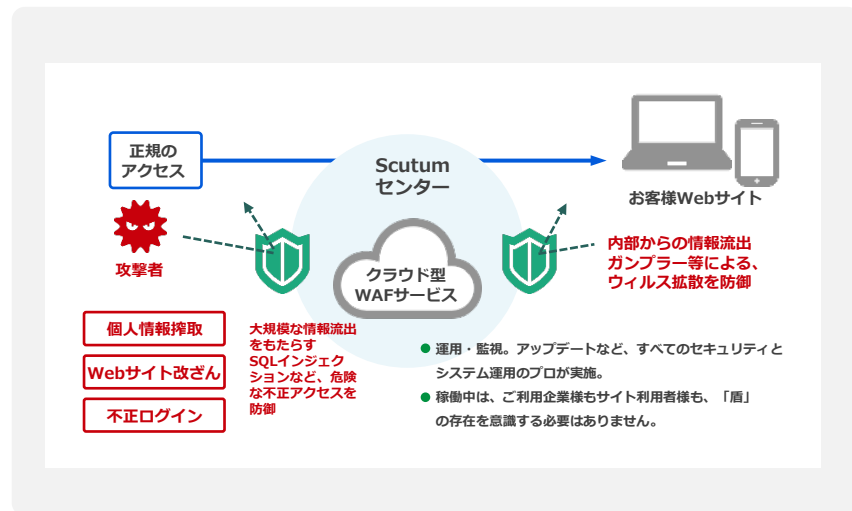 正規の
アクセス
Scutum
センター
お客様Webサイト
攻撃者
クラウド型
WAFサービス
内部からの情報流出
ガンプラー等による、
ウィルス拡散を防御
個人情報搾取
Webサイト改ざん
不正ログイン
大規模な情報流出
をもたらす
SQLインジェク
ションなど、危険
な不正アクセスを
防御
● 運用・監視。アップデートなど、すべてのセキュリティと
システム運用のプロが実施。
● 稼働中は、ご利用企業様もサイト利用者様も、「盾」
の存在を意識する必要はありません。